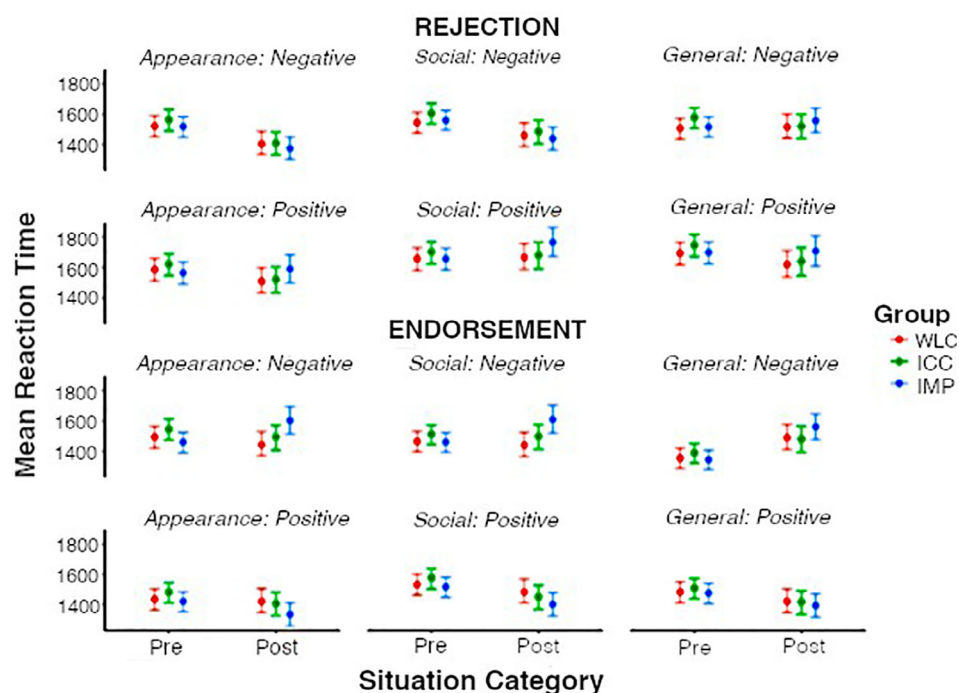 REJECTION
Appearance: Negative Social: Negative General: Negative
1800
1600
1400
Appearance: Positive Social: Positive General: Positive
1800
1600
1400
ENDORSEMENT
Appearance: Negative Social: Negative General: Negative
1800
1600
1400
Appearance: Positive Social: Positive General: Positive
1800
1600
1400
Pre Post Pre Post Pre Post
Situation Category
Mean Reaction Time
Group
WLC
ICC
IMP